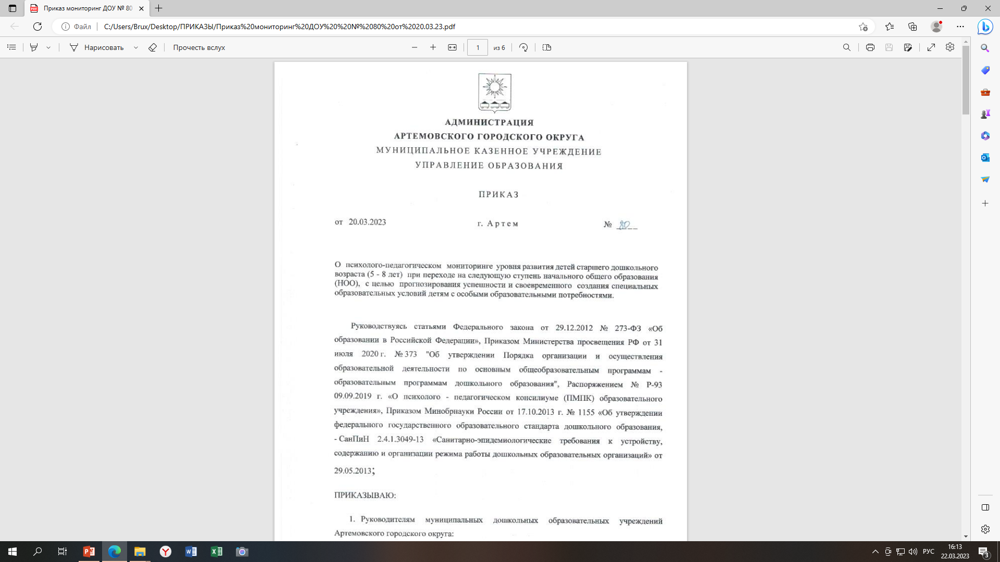 Приказ мониторинг ДОУ № 80
Файл
C:/Users/Brux/Desktop/ПРИКАЗЫ/Приказ%20мониторинг%20ДОУ%20%20№%2080%20от%2020.03.23.pdf
Нарисовать
Прочесть вслух
1
из 6
АДМИНИСТРАЦИЯ
АРТЕМОВСКОГО ГОРОДСКОГО ОКРУГА
МУНИЦИПАЛЬНОЕ КАЗЕННОЕ УЧРЕЖДЕНИЕ
УПРАВЛЕНИЕ ОБРАЗОВАНИЯ
ПРИКАЗ
от 20.03.2023 г. Артем № 80
О психолого-педагогическом мониторинге уровня развития детей старшего дошкольного
возраста (5 - 8 лет) при переходе на следующую ступень начального общего образования
(НОО), с целью прогнозирования успешности и своевременного создания специальных
образовательных условий детям с особыми образовательными потребностями.
Руководствуясь статьями Федерального закона от 29.12.2012 № 273-ФЗ «Об
образовании в Российской Федерации», Приказом Министерства просвещения РФ от 31
июля 2020 г. № 373 "Об утверждении Порядка организации и осуществления
образовательной деятельности по основным общеобразовательным программам -
образовательным программам дошкольного образования", Распоряжением № Р-93
09.09.2019 г. «О психолого - педагогическом консилиуме (ПМПК) образовательного
учреждения», Приказом Минобрнауки России от 17.10.2013 г. № 1155 «Об утверждении
федерального государственного образовательного стандарта дошкольного образования,
- СанПиН 2.4.1.3049-13 «Санитарно-эпидемиологические требования к устройству,
содержанию и организации режима работы дошкольных образовательных организаций» от
29.05.2013;
ПРИКАЗЫВАЮ:
1. Руководителям муниципальных дошкольных образовательных учреждений
Артемовского городского округа:
РУС
16:13
22.03.2023
3